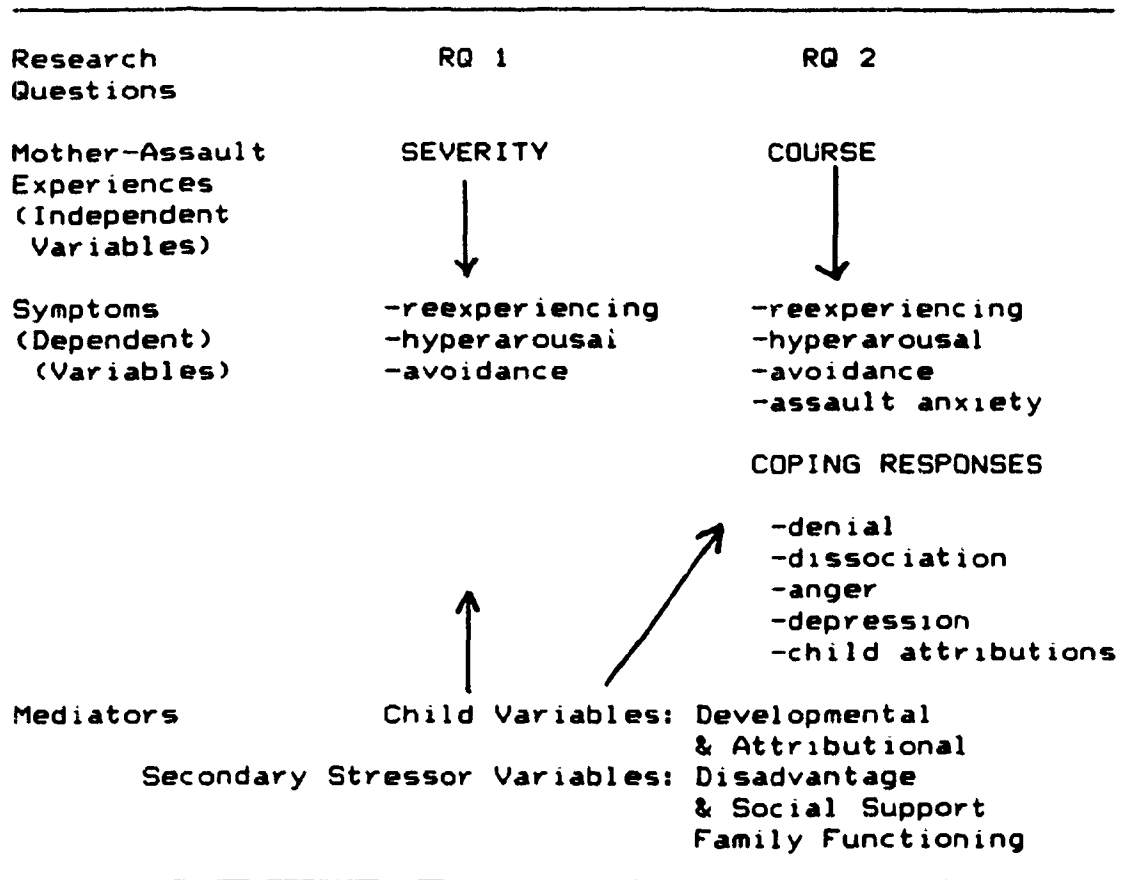 Research RQ 1 RQ 2
Questions
Mother-Assault SEVERITY COURSE
Experiences
(Independent
Variables)
Symptoms -reexperiencing -reexperiencing
(Dependent) -hyperarousai -hyperarousal
(Variables) -avoidance -avoidance
-assault anxiety
COPING RESPONSES
-denial
-dissociation
-anger
-depression
-child attributions
Mediators Child Variables: Developmental
& Attributional
Secondary Stressor Variables: Disadvantage
& Social Support
Family Functioning